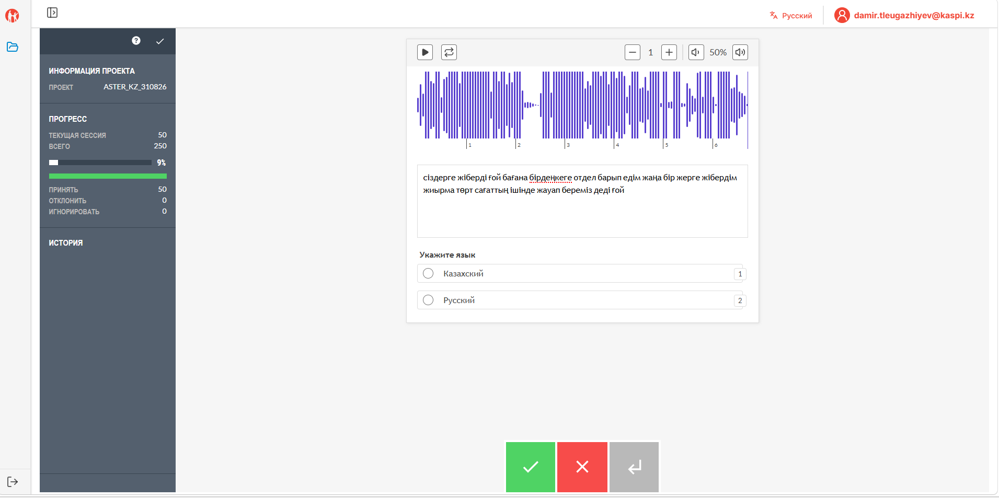 Русский
damir.tleugazhiyev@kaspi.kz
?
ИНФОРМАЦИЯ ПРОЕКТА
ПРОЕКТ ASTER_KZ_310826
ПРОГРЕСС
ТЕКУЩАЯ СЕССИЯ 50
ВСЕГО 250
9%
ПРИНЯТЬ 50
ОТКЛОНИТЬ 0
ИГНОРИРОВАТЬ 0
ИСТОРИЯ
1 50%
1 2 3 4 5 6
сіздерге жіберді ғой бағана бірдеңкеге отдел барып едім жаңа бір жерге жібердім
жиырма төрт сағаттың ішінде жауап береміз деді ғой
Укажите язык
Казахский 1
Русский 2